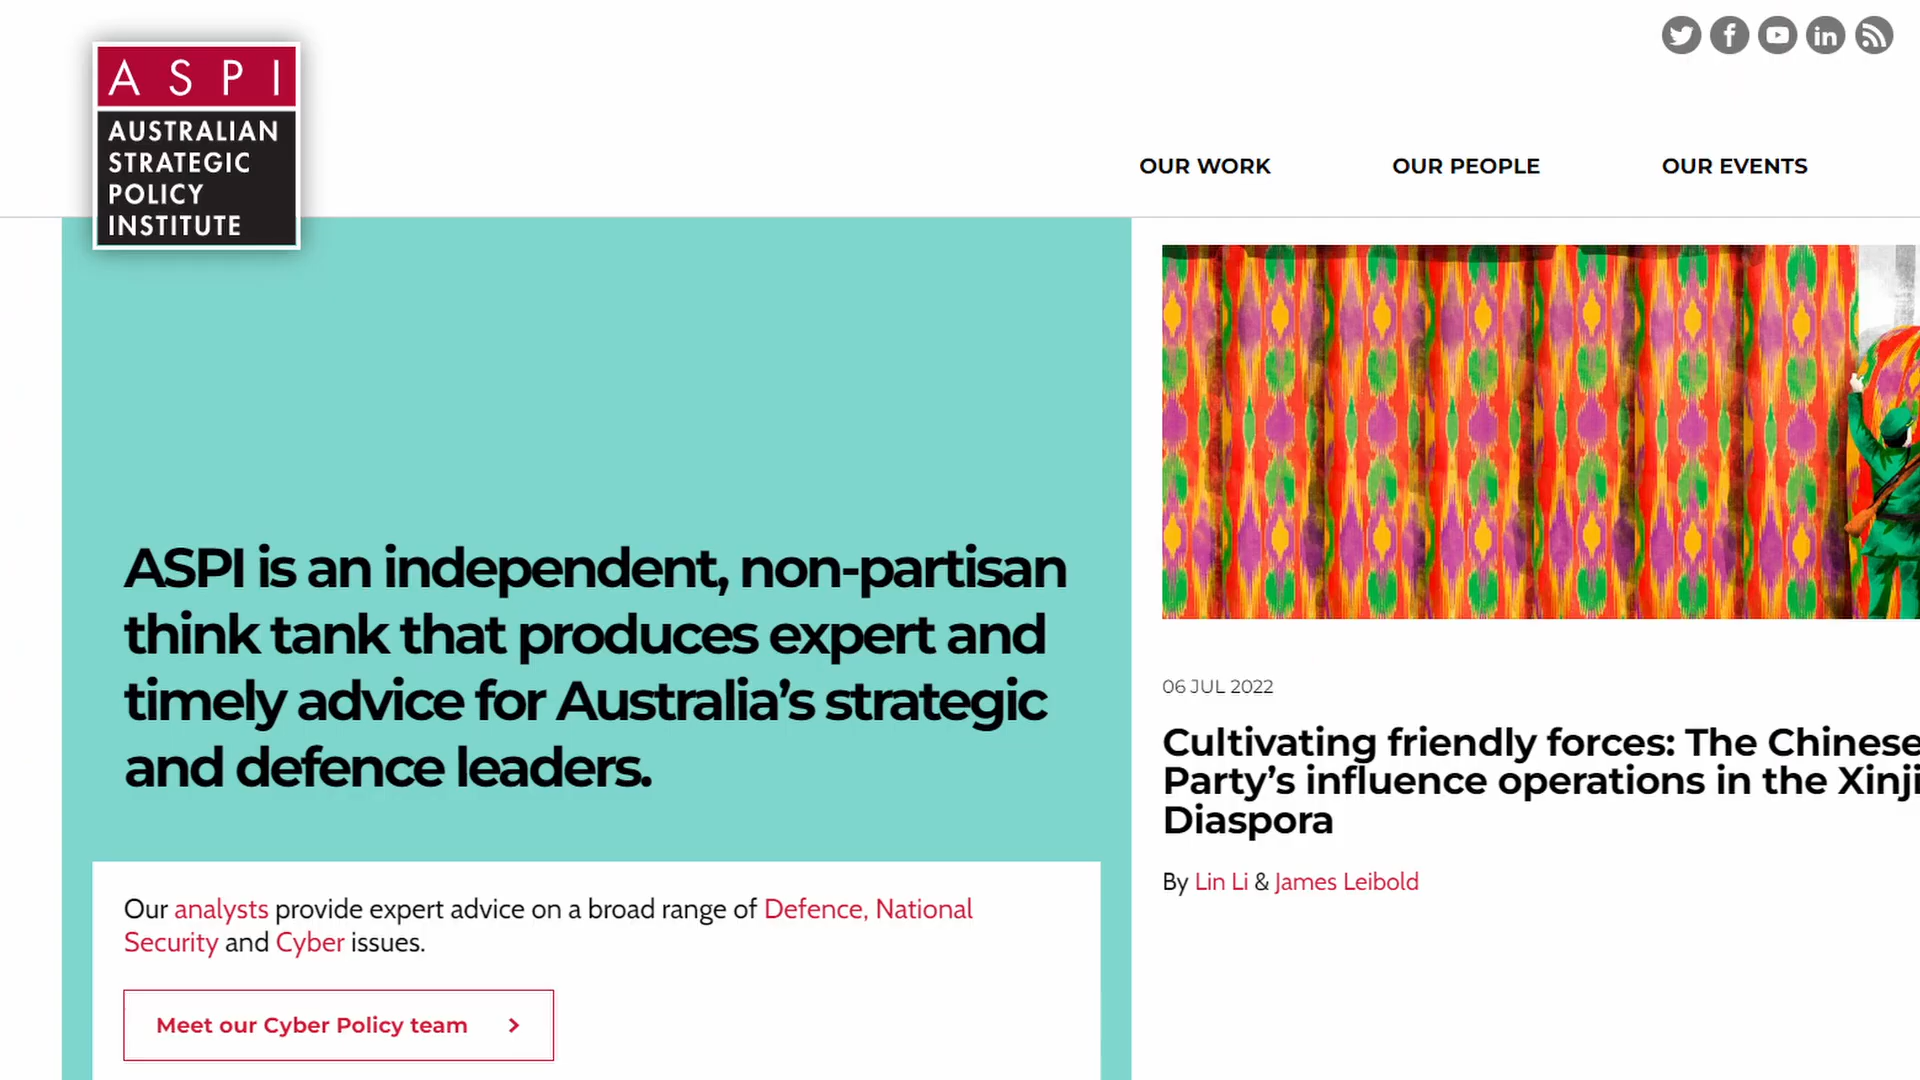 ASPI
AUSTRALIAN
STRATEGIC
POLICY
INSTITUTE
OUR WORK
OUR PEOPLE
OUR EVENTS
ASPI is an independent, non-partisan
think tank that produces expert and
timely advice for Australia’s strategic
and defence leaders.
Our analysts provide expert advice on a broad range of Defence, National
Security and Cyber issues.
Meet our Cyber Policy team
06 JUL 2022
Cultivating friendly forces: The Chinese
Party’s influence operations in the
Diaspora
By Lin Li & James Leibold